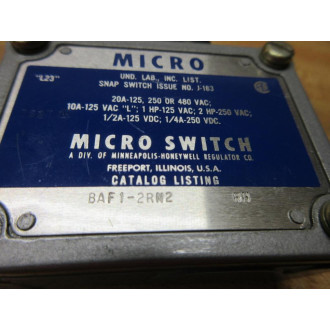 MICRO
"L23"
UND. LAB., INC. LIST.
SNAP SWITCH ISSUE NO. J-163
20A-125, 250 OR 480 VAC;
10A-125 VAC "L"; 1 HP-125 VAC; 2 HP-250 VAC;
1/2A-125 VDC; 1/4A-250 VDC.
MICRO SWITCH
A DIV. OF MINNEAPOLIS-HONEYWELL REGULATOR CO.
FREEPORT, ILLINOIS, U.S.A.
CATALOG LISTING
BAF1-2RN2